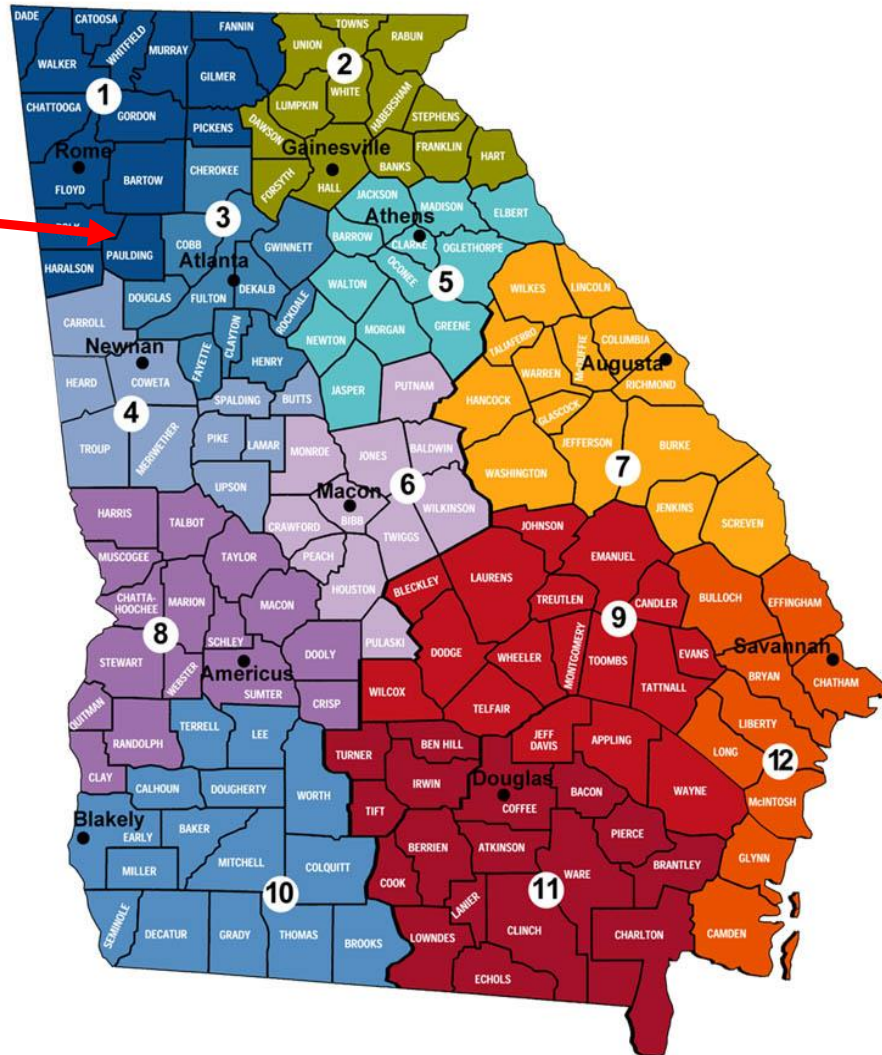 DADE
CATOOSA
WHITFIELD
MURRAY
FANNIN
WALKER
GILMER
1
CHATTOOGA
GORDON
PICKENS
Rome
FLOYD
BARTOW
PAULDING
HARALSON
UNION
TOWNS
RABUN
2
WHITE
LUMPKIN
HABERSHAM
STEPHENS
DAWSON
Gainesville
FRANKLIN
HART
BANKS
FORSYTH
HALL
CHEROKEE
3
COBB
GWINNETT
Atlanta
DEKALB
DOUGLAS
FULTON
ROCKDALE
CLAYTON
FAYETTE
HENRY
JACKSON
MADISON
ELBERT
Athens
BARROW
CLARKE
OGLETHORPE
OCONEE
5
WALTON
NEWTON
MORGAN
GREENE
JASPER
CARROLL
Newnan
COWETA
HEARD
4
SPALDING
BUTTS
TROUP
MERIWETHER
PIKE
LAMAR
UPSON
PUTNAM
MONROE
JONES
BALDWIN
Macon
6
BIBB
WILKINSON
CRAWFORD
TWIGGS
PEACH
HOUSTON
PULASKI
WILKES
LINCOLN
TALIAFERRO
McDUFFIE
COLUMBIA
Augusta
WARREN
RICHMOND
HANCOCK
GLASCOCK
JEFFERSON
BURKE
WASHINGTON
7
JENKINS
SCREVEN
HARRIS
TALBOT
MUSCOGEE
TAYLOR
CHATTA-
HOOCHEE
MARION
MACON
8
SCHLEY
DOOLY
STEWART
WEBSTER
Americus
SUMTER
CRISP
QUITMAN
RANDOLPH
CLAY
JOHNSON
EMANUEL
BLECKLEY
LAURENS
TREUTLEN
CANDLER
9
DODGE
WHEELER
MONTGOMERY
TOOMBS
EVANS
TATTNALL
WILCOX
TELFAIR
JEFF
DAVIS
APPLING
WAYNE
TERRELL
LEE
CALHOUN
DOUGHERTY
WORTH
Blakely
EARLY
BAKER
MITCHELL
COLQUITT
MILLER
10
SEMINOLE
DECATUR
GRADY
THOMAS
BROOKS
TURNER
BEN HILL
IRWIN
Douglas
COFFEE
BACON
TIFT
PIERCE
BERRIEN
ATKINSON
WARE
BRANTLEY
COOK
11
LANIER
CLINCH
LOWNDES
CHARLTON
ECHOLS
BULLOCH
EFFINGHAM
Savannah
BRYAN
CHATHAM
LIBERTY
LONG
12
McINTOSH
GLYNN
CAMDEN